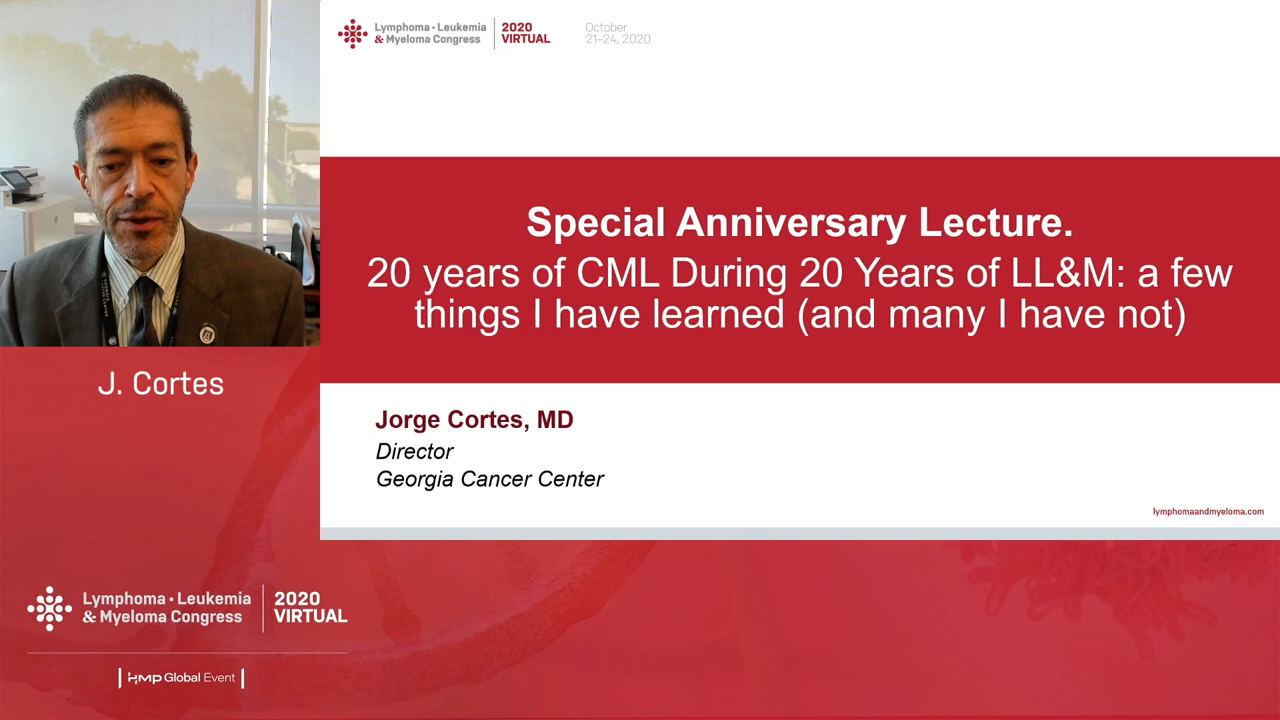 Lymphoma • Leukemia
& Myeloma Congress
2020
VIRTUAL
October
21–24, 2020
Special Anniversary Lecture.
20 years of CML During 20 Years of LL&M: a few
things I have learned (and many I have not)
J. Cortes
Jorge Cortes, MD
Director
Georgia Cancer Center
lymphomaandmyeloma.com
Lymphoma • Leukemia
& Myeloma Congress
2020
VIRTUAL
HMP Global Event